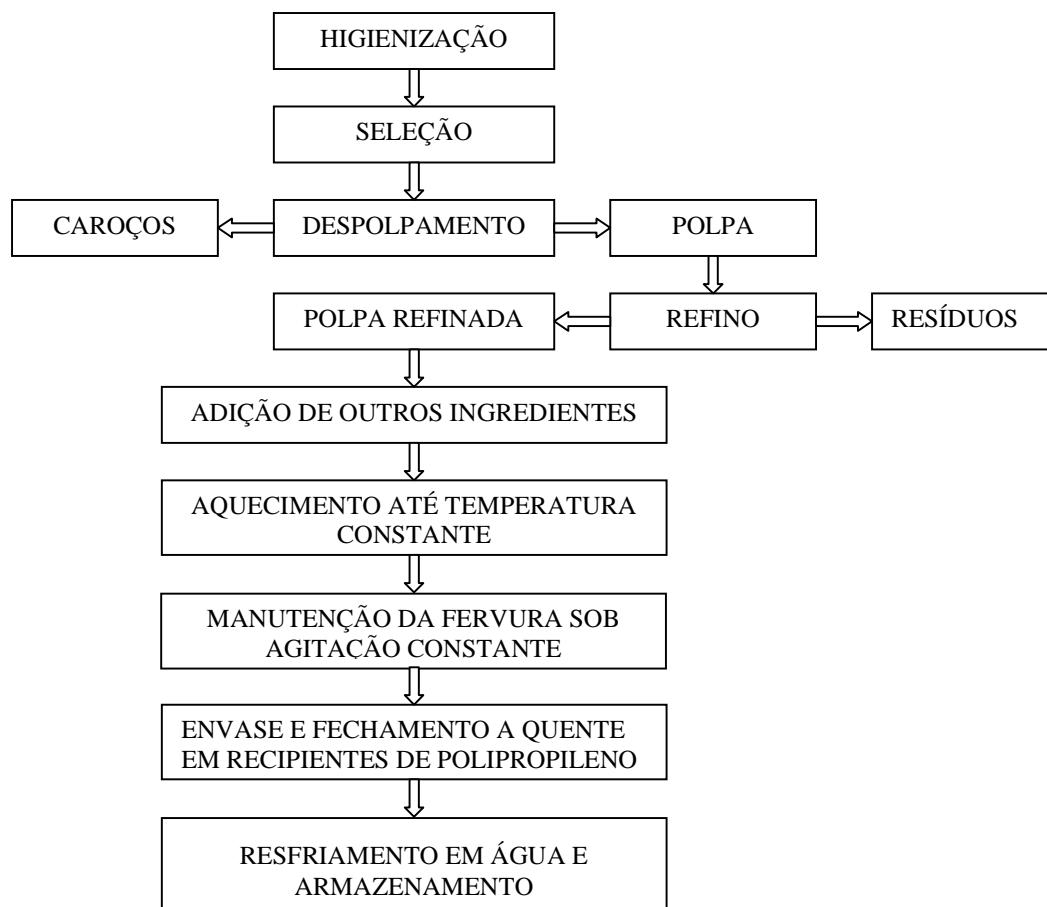 HIGIENIZAÇÃO
SELEÇÃO
CAROÇOS
DESPOLPAMENTO
POLPA
POLPA REFINADA
REFINO
RESÍDUOS
ADIÇÃO DE OUTROS INGREDIENTES
AQUECIMENTO ATÉ TEMPERATURA
CONSTANTE
MANUTENÇÃO DA FERVURA SOB
AGITAÇÃO CONSTANTE
ENVASE E FECHAMENTO A QUENTE
EM RECIPIENTES DE POLIPROPILENO
RESFRIAMENTO EM ÁGUA E
ARMAZENAMENTO